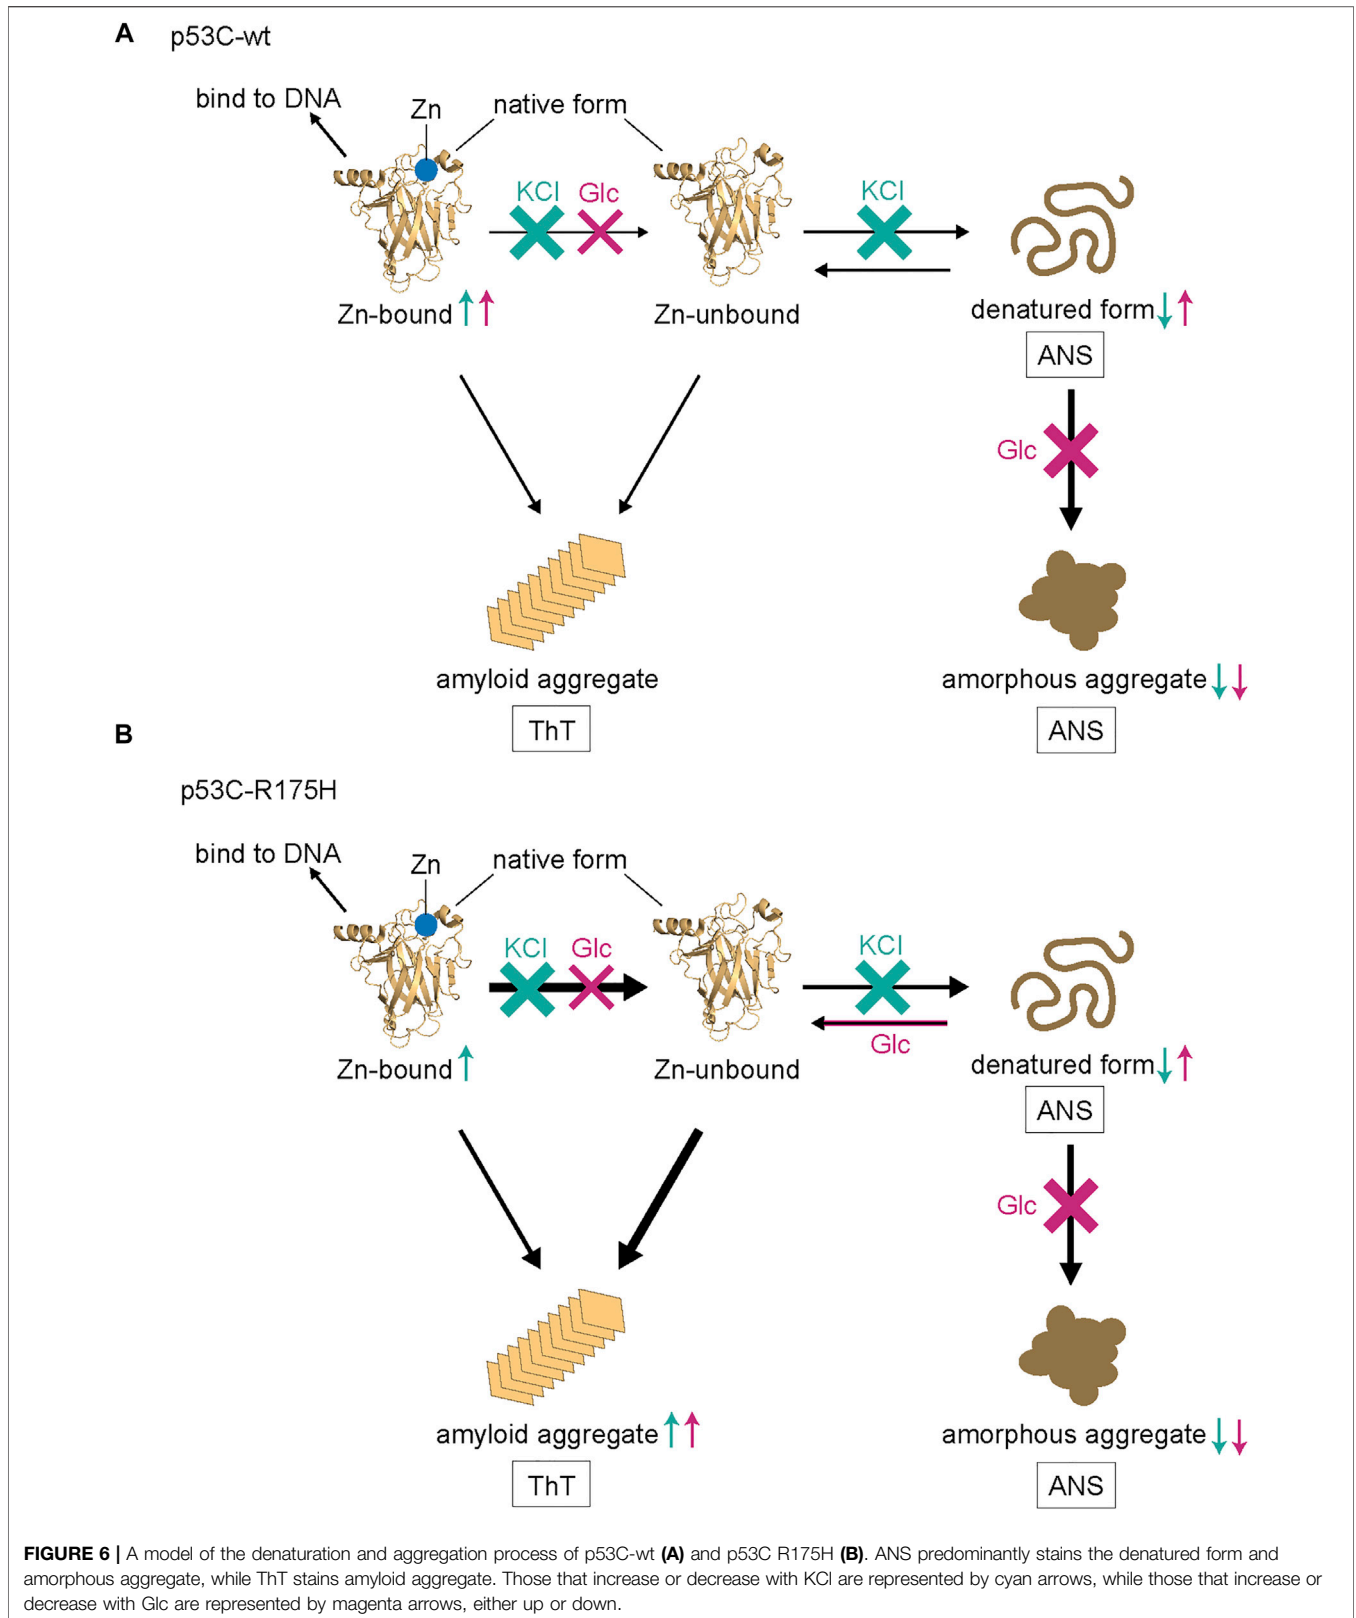 A
p53C-wt
bind to DNA
Zn
native form
KCl
Glc
KCl
Zn-bound ↑↑
Zn-unbound
denatured form ↓↑
ANS
Glc
amyloid aggregate
amorphous aggregate ↓↓
ThT
ANS
B
p53C-R175H
bind to DNA
Zn
native form
KCl
Glc
KCl
Glc
Zn-bound ↑
Zn-unbound
denatured form ↓↑
ANS
Glc
amyloid aggregate ↑↑
amorphous aggregate ↓↓
ThT
ANS
FIGURE 6 | A model of the denaturation and aggregation process of p53C-wt (A) and p53C R175H (B). ANS predominantly stains the denatured form and
amorphous aggregate, while ThT stains amyloid aggregate. Those that increase or decrease with KCl are represented by cyan arrows, while those that increase or
decrease with Glc are represented by magenta arrows, either up or down.